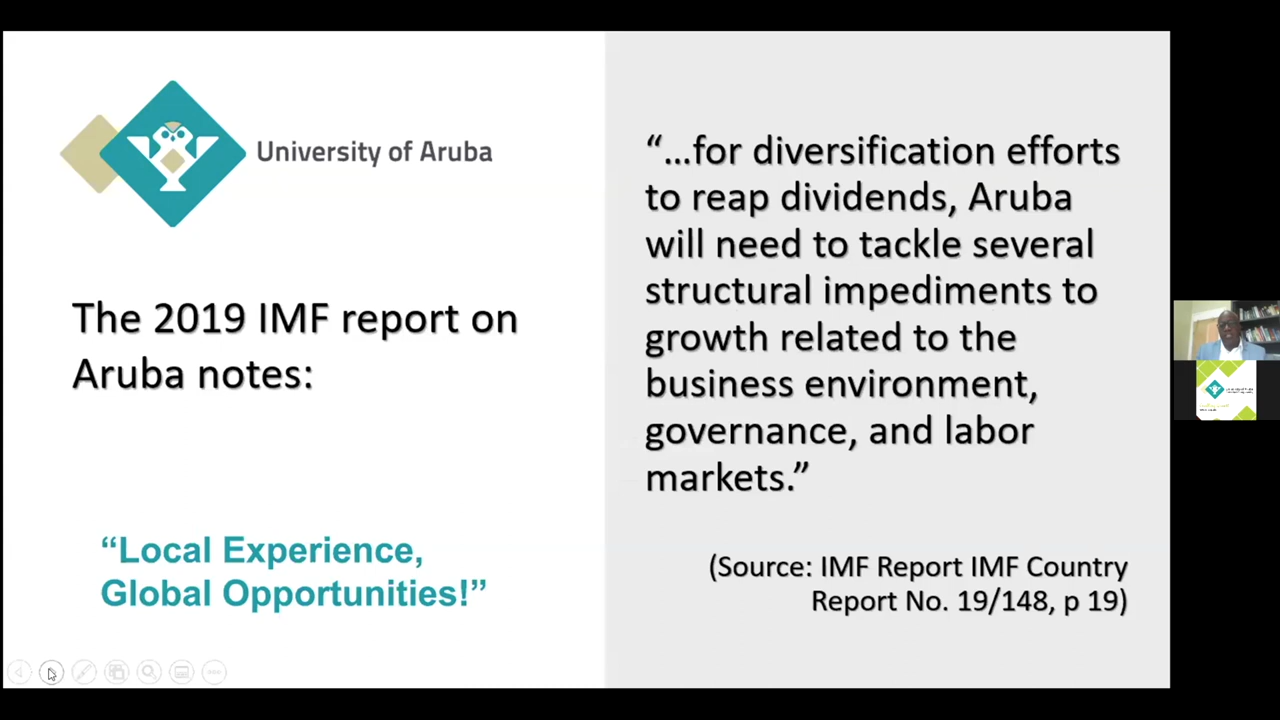 University of Aruba
The 2019 IMF report on
Aruba notes:
“Local Experience,
Global Opportunities!”
“...for diversification efforts
to reap dividends, Aruba
will need to tackle several
structural impediments to
growth related to the
business environment,
governance, and labor
markets.”
(Source: IMF Report IMF Country
Report No. 19/148, p 19)